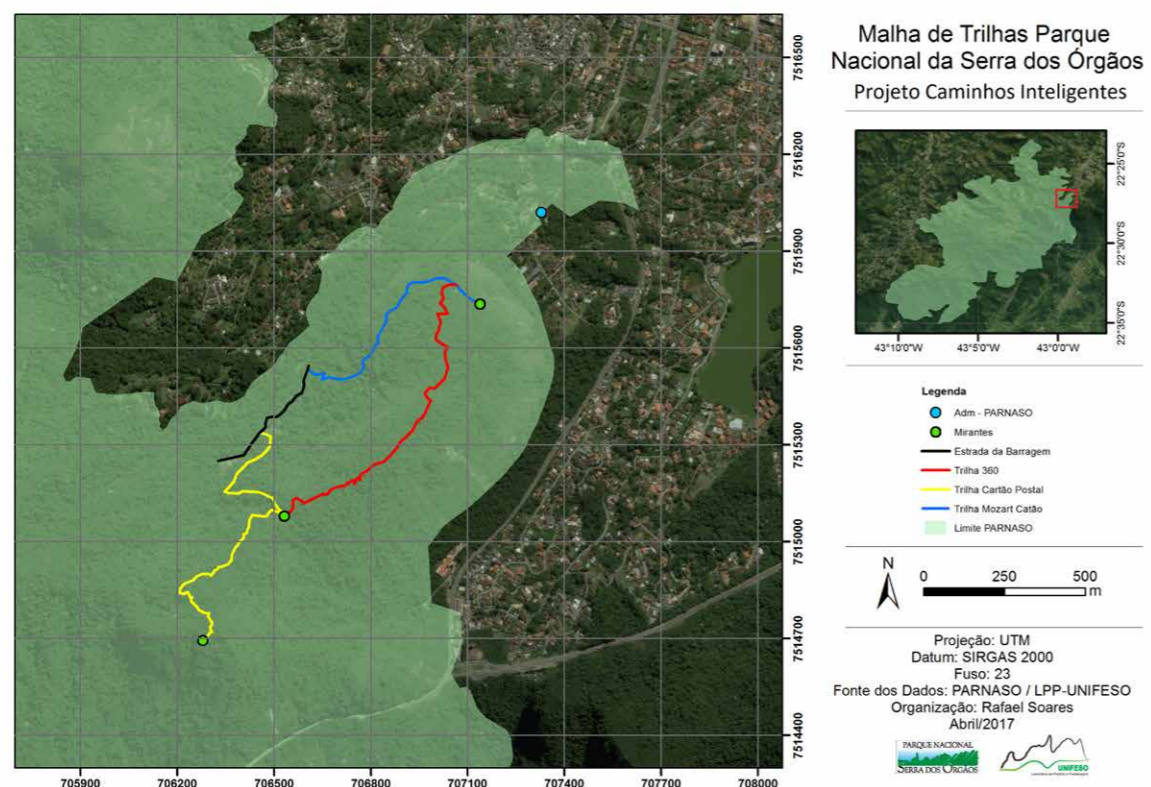 Malha de Trilhas Parque
Nacional da Serra dos Órgãos
Projeto Caminhos Inteligentes
7516500
7516200
7515900
7515600
7515300
7515000
7514700
7514400
705900
706200
706500
706800
707100
707400
707700
708000
22°25'0"S
22°30'0"S
22°35'0"S
43°10'0"W
43°5'0"W
43°0'0"W
Legenda
Adm - PARNASO
Mirantes
Estrada da Barragem
Trilha 360
Trilha Cartão Postal
Trilha Mozart Catão
Limite PARNASO
N
0 250 500
m
Projeção: UTM
Datum: SIRGAS 2000
Fuso: 23
Fonte dos Dados: PARNASO / LPP-UNIFESO
Organização: Rafael Soares
Abril/2017
PARQUE NACIONAL
SERRA DOS ÓRGÃOS
UNIFESO